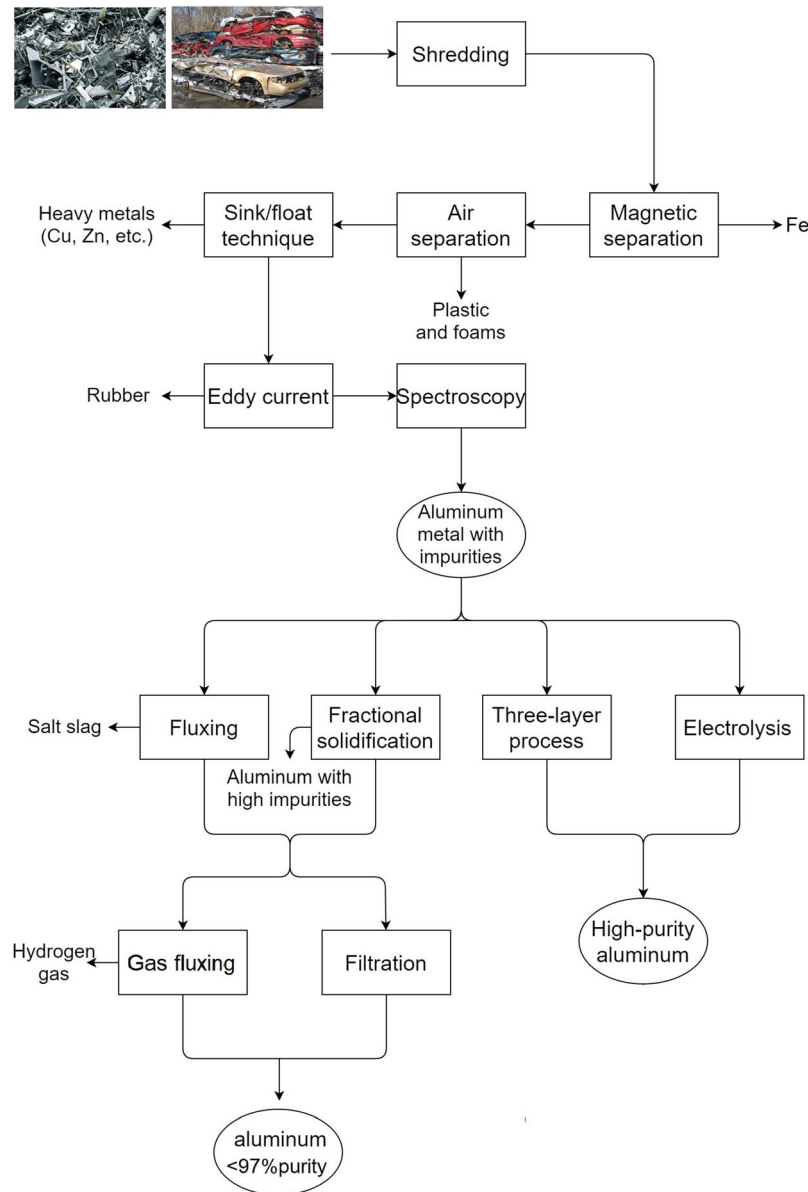 Shredding
Heavy metals
(Cu, Zn, etc.)
Sink/float
technique
Air
separation
Magnetic
separation
Fe
Plastic
and foams
Rubber
Eddy current
Spectroscopy
Aluminum
metal with
impurities
Salt slag
Fluxing
Fractional
solidification
Three-layer
process
Electrolysis
Aluminum with
high impurities
Hydrogen
gas
Gas fluxing
Filtration
High-purity
aluminum
aluminum
<97%purity